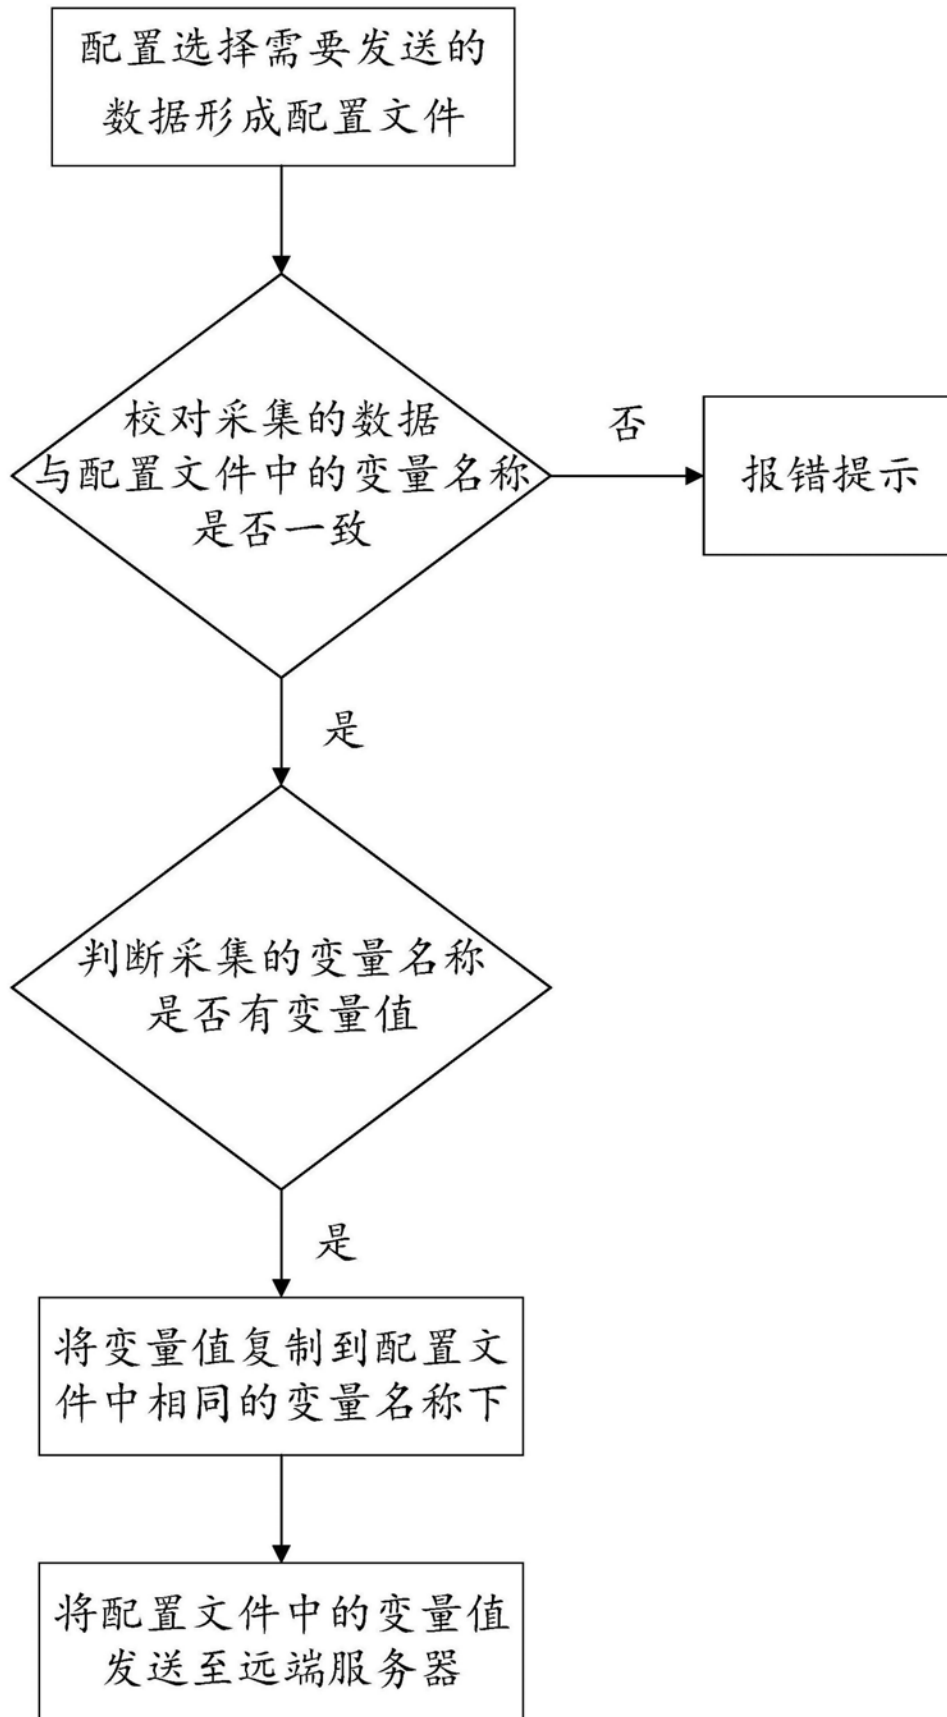 配置选择需要发送的
数据形成配置文件
校对采集的数据
与配置文件中的变量名称
是否一致
否
报错提示
是
判断采集的变量名称
是否有变量值
是
将变量值复制到配置文
件中相同的变量名称下
将配置文件中的变量值
发送至远端服务器